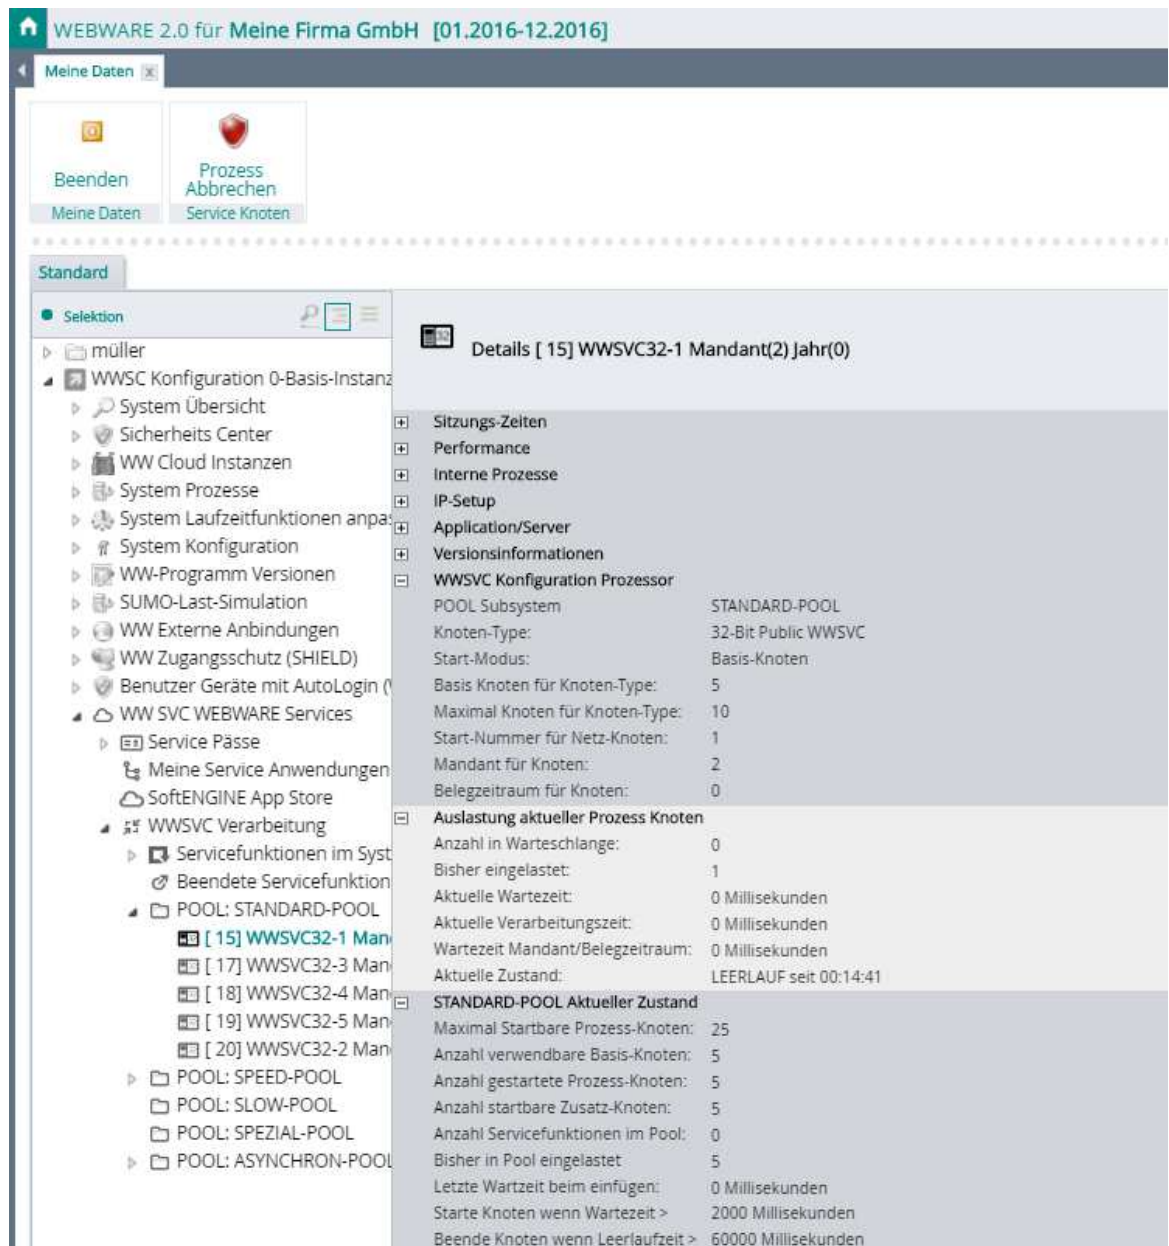 WEBWARE 2.0 für Meine Firma GmbH [01.2016-12.2016]
Meine Daten x
Beenden
Meine Daten
Prozess
Abbrechen
Service Knoten
Standard
Selektion
müller
WWSC Konfiguration 0-Basis-Instanz
System Übersicht
Sicherheits Center
WW Cloud Instanzen
System Prozesse
System Laufzeitfunktionen anpas
System Konfiguration
WW-Programm Versionen
SUMO-Last-Simulation
WW Externe Anbindungen
WW Zugangsschutz (SHIELD)
Benutzer Geräte mit AutoLogin (
WW SVC WEBWARE Services
Service Pässe
Meine Service Anwendungen
SoftENGINE App Store
WWSVC Verarbeitung
Servicefunktionen im Syst
Beendete Servicefunktion
POOL: STANDARD-POOL
[ 15] WWSVC32-1 Man
[ 17] WWSVC32-3 Man
[ 18] WWSVC32-4 Man
[ 19] WWSVC32-5 Man
[ 20] WWSVC32-2 Man
POOL: SPEED-POOL
POOL: SLOW-POOL
POOL: SPEZIAL-POOL
POOL: ASYNCHRON-POOL
32 Details [ 15] WWSVC32-1 Mandant(2) Jahr(0)
Sitzungs-Zeiten
Performance
Interne Prozesse
IP-Setup
Application/Server
Versionsinformationen
WWSVC Konfiguration Prozessor
POOL Subsystem STANDARD-POOL
Knoten-Type: 32-Bit Public WWSVC
Start-Modus: Basis-Knoten
Basis Knoten für Knoten-Type: 5
Maximal Knoten für Knoten-Type: 10
Start-Nummer für Netz-Knoten: 1
Mandant für Knoten: 2
Belegzeitraum für Knoten: 0
Auslastung aktueller Prozess Knoten
Anzahl in Warteschlange: 0
Bisher eingelastet: 1
Aktuelle Wartezeit: 0 Millisekunden
Aktuelle Verarbeitungszeit: 0 Millisekunden
Wartezeit Mandant/Belegzeitraum: 0 Millisekunden
Aktuelle Zustand: LEERLAUF seit 00:14:41
STANDARD-POOL Aktueller Zustand
Maximal Startbare Prozess-Knoten: 25
Anzahl verwendbare Basis-Knoten: 5
Anzahl gestartete Prozess-Knoten: 5
Anzahl startbare Zusatz-Knoten: 5
Anzahl Servicefunktionen im Pool: 0
Bisher in Pool eingelastet 5
Letzte Wartzeit beim einfügen: 0 Millisekunden
Starte Knoten wenn Wartezeit > 2000 Millisekunden
Beende Knoten wenn Leerlaufzeit > 60000 Millisekunden